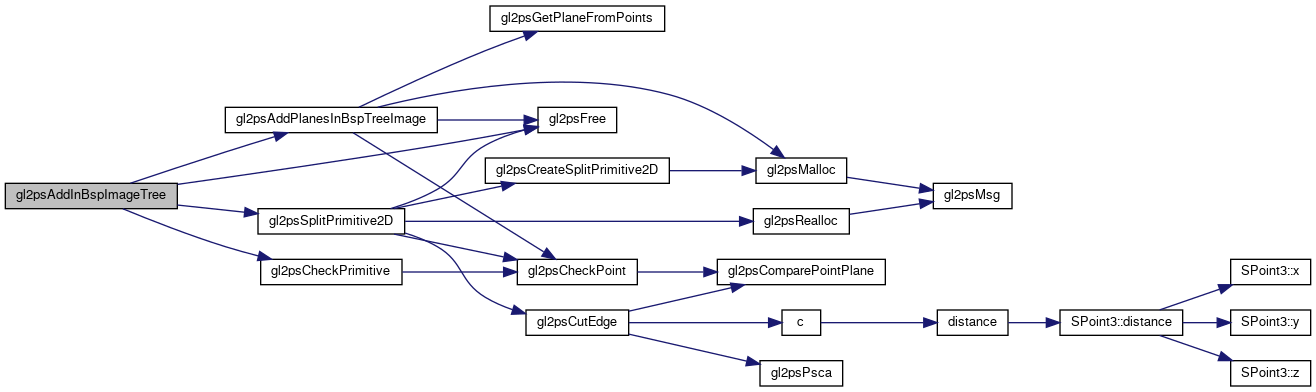 gl2psGetPlaneFromPoints
gl2psAddPlanesInBspTreeImage
gl2psFree
gl2psCreateSplitPrimitive2D
gl2psMalloc
gl2psAddInBspImageTree
gl2psMsg
gl2psSplitPrimitive2D
gl2psRealloc
gl2psCheckPrimitive
gl2psCheckPoint
gl2psComparePointPlane
SPoint3::x
gl2psCutEdge
c
distance
SPoint3::distance
SPoint3::y
gl2psPsca
SPoint3::z